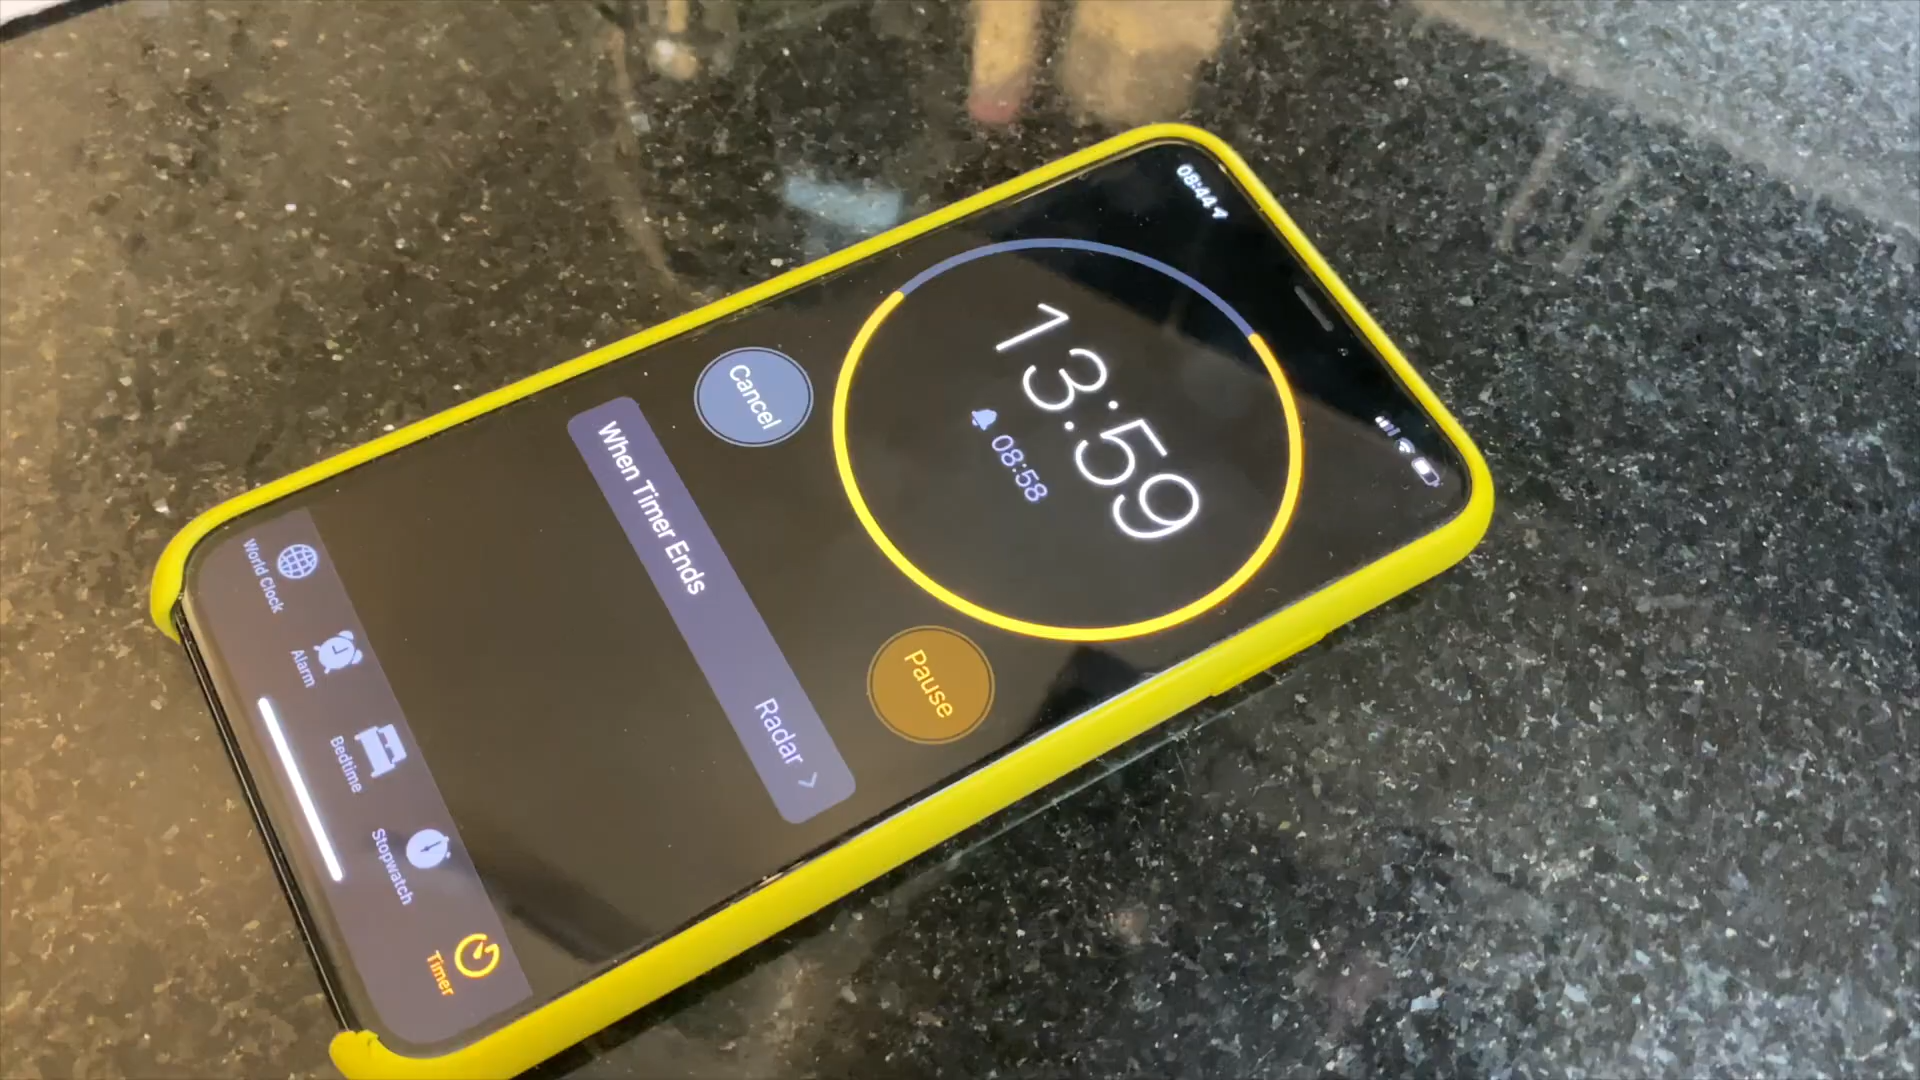 08:44
13:59
08:58
Cancel
Pause
When Timer Ends
Radar
World Clock
Alarm
Bedtime
Stopwatch
Timer